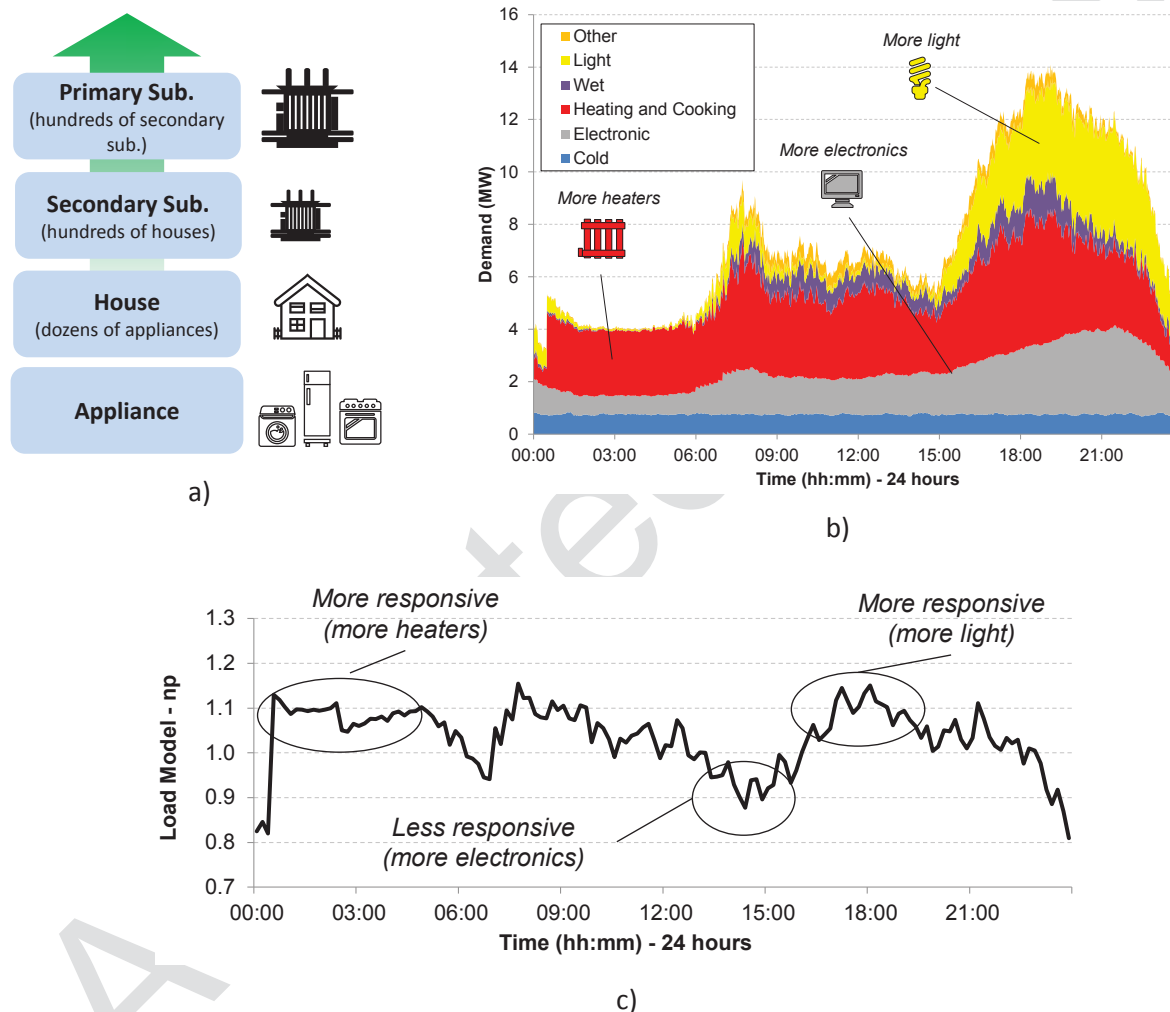 Primary Sub.
(hundreds of secondary
sub.)
Secondary Sub.
(hundreds of houses)
House
(dozens of appliances)
Appliance
a)
16
14
12
10
8
6
4
2
0
Demand (MW)
Other
Light
Wet
Heating and Cooking
Electronic
Cold
More light
More electronics
More heaters
00:00 03:00 06:00 09:00 12:00 15:00 18:00 21:00
Time (hh:mm) - 24 hours
b)
More responsive
(more heaters)
More responsive
(more light)
Less responsive
(more electronics)
1.3
1.2
1.1
1.0
0.9
0.8
0.7
Load Model - np
00:00 03:00 06:00 09:00 12:00 15:00 18:00 21:00
Time (hh:mm) - 24 hours
c)